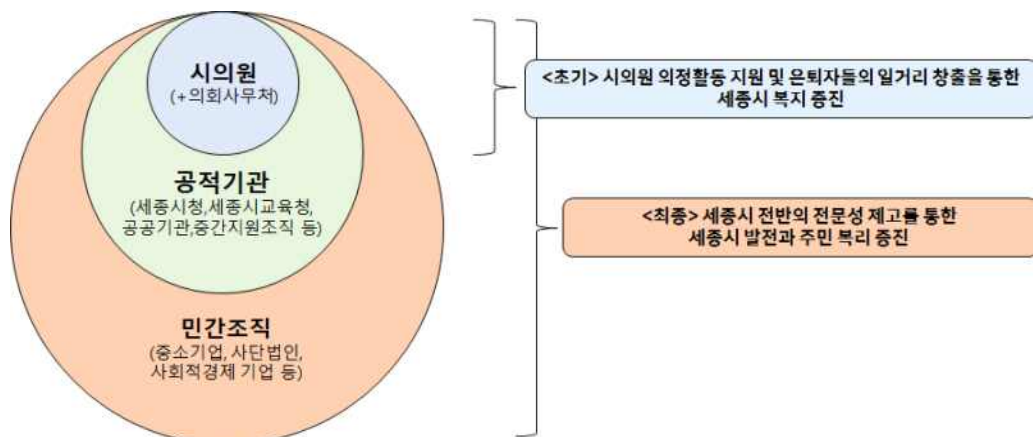 시의원
(+의회사무처)
공적기관
(세종시청,세종시교육청,
공공기관,중간지원조직 등)
민간조직
(중소기업, 사단법인,
사회적경제 기업 등)
<초기> 시의원 의정활동 지원 및 은퇴자들의 일거리 창출을 통한
세종시 복지 증진
<최종> 세종시 전반의 전문성 제고를 통한
세종시 발전과 주민 복리 증진